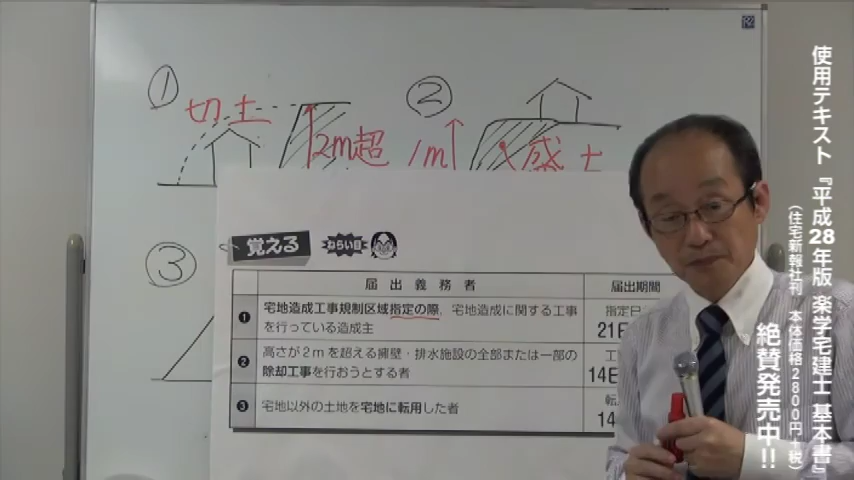 ① 切土
2m超
②
1m
盛土
③
覚える ねらい目
届出義務者 届出期間
❶ 宅地造成工事規制区域指定の際、宅地造成に関する工事
を行っている造成主
指定日
21日
❷ 高さが2mを超える擁壁・排水施設の全部または一部の
除却工事を行おうとする者
工
14日
❸ 宅地以外の土地を宅地に転用した者
転
14
使用テキスト『平成28年版 楽学宅建士 基本書』
(住宅新報社刊 本体価格2800円+税)
絶賛発売中!!